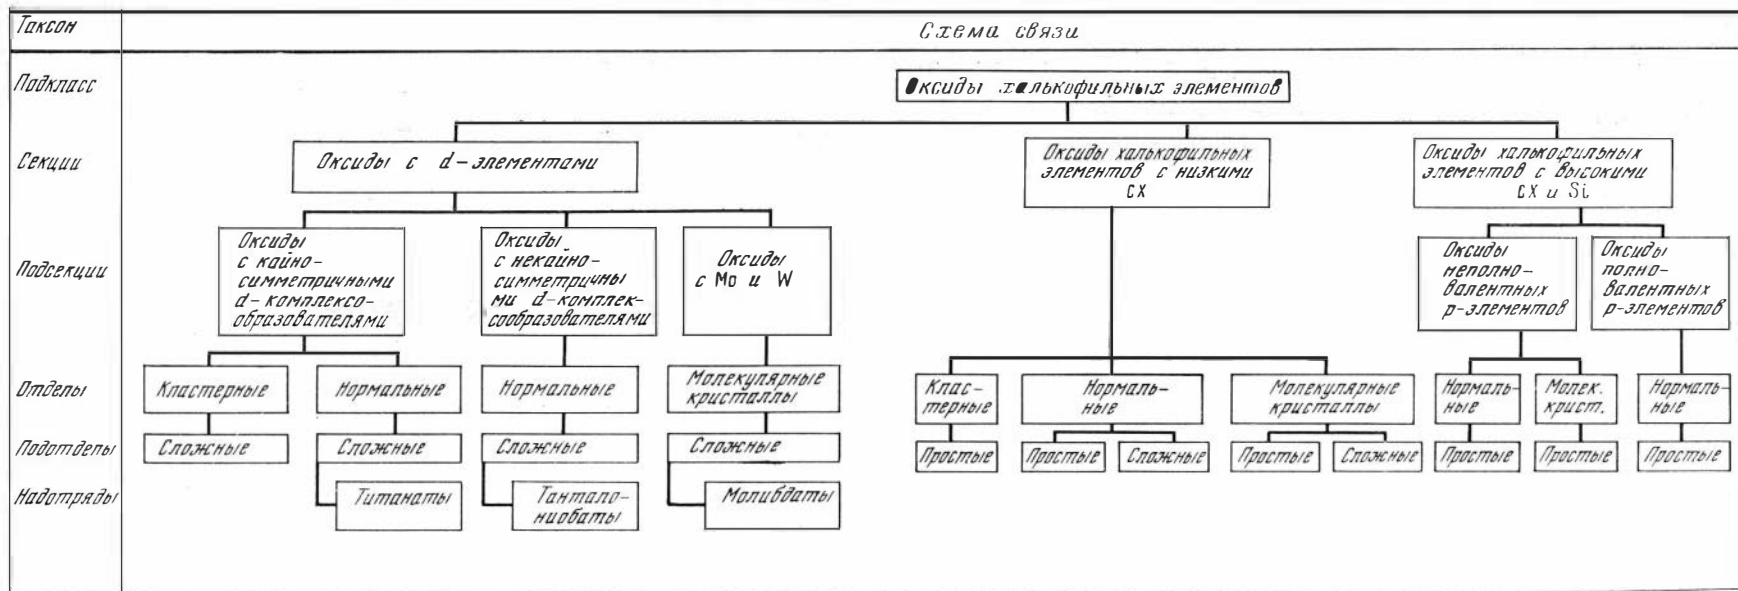 Таксон
Схема связи
Подкласс
Оксиды халькофильных элементов
Секции
Оксиды с d-элементами
Оксиды халькофильных
элементов с низкими
СХ
Оксиды халькофильных
элементов с высокими
СХ и Si
Подсекции
Оксиды
с кайно-
симметричными
d-комплексо-
образователями
Оксиды
с некайно-
симметричны
ми d-комплек-
сообразователями
Оксиды
с Mo и W
Оксиды
неполно-
валентных
p-элементов
Оксиды
полно-
валентных
p-элементов
Отделы
Кластерные
Нормальные
Нормальные
Молекулярные
кристаллы
Клас-
терные
Нормаль-
ные
Молекулярные
кристаллы
Нормаль-
ные
Молек.
крист.
Нормаль-
ные
Подотделы
Сложные
Сложные
Сложные
Сложные
Простые
Простые
Сложные
Простые
Сложные
Простые
Простые
Простые
Надотряды
Титанаты
Тантало-
ниобаты
Молибдаты